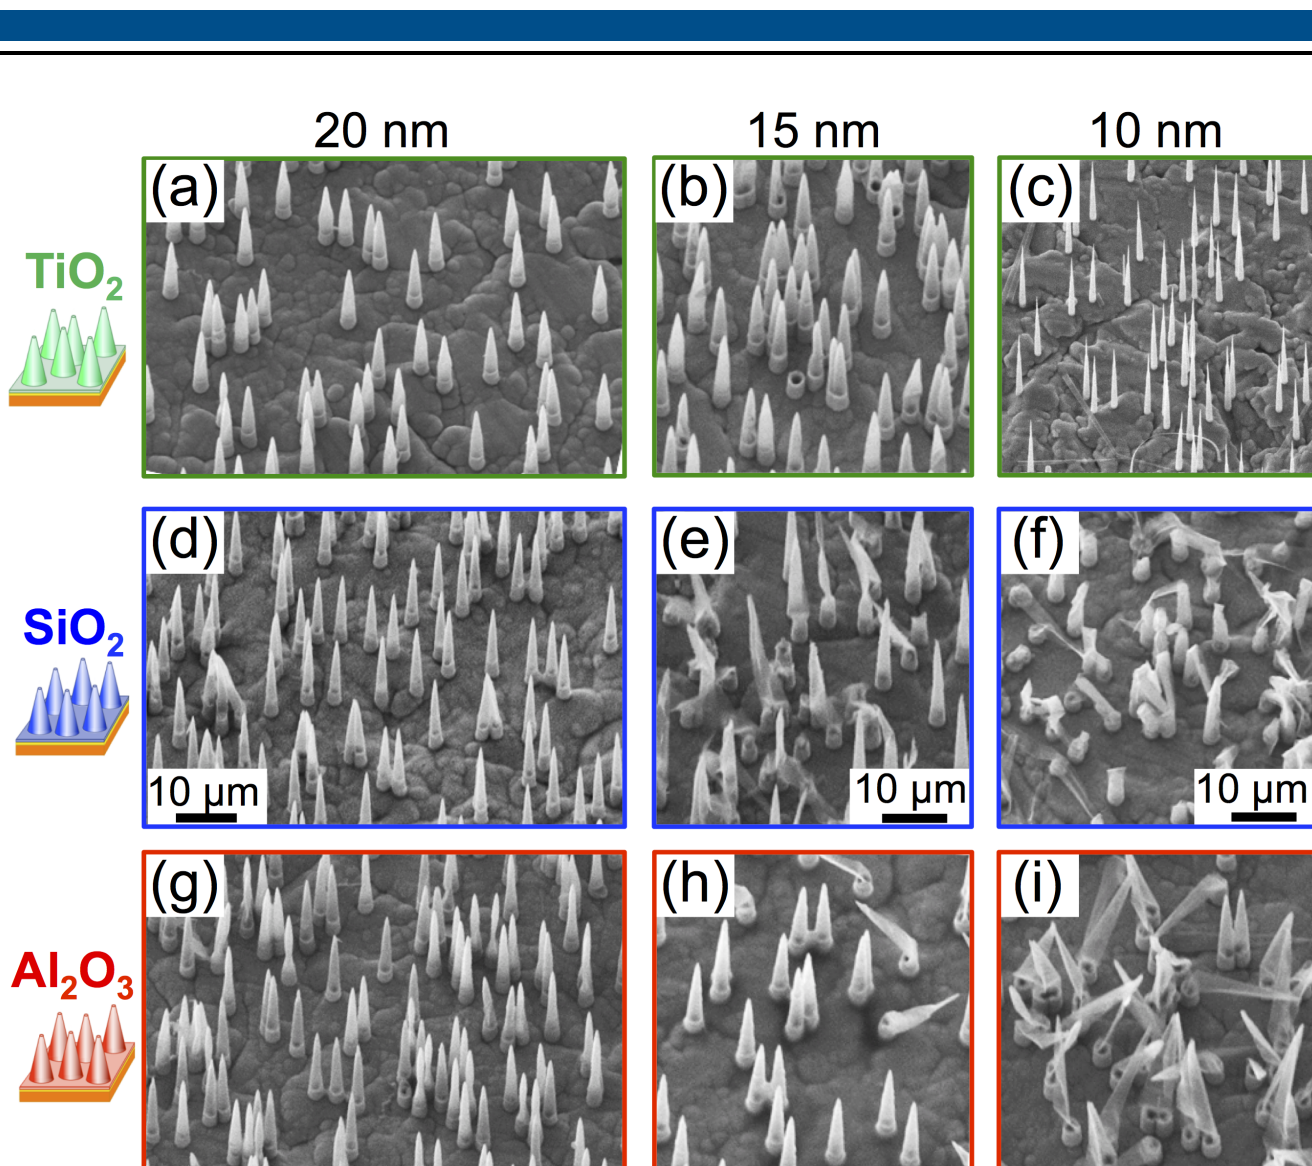 20 nm 15 nm 10 nm
(a) (b) (c)
TiO₂
(d) (e) (f)
SiO₂
10 µm 10 µm 10 µm
(g) (h) (i)
Al₂O₃